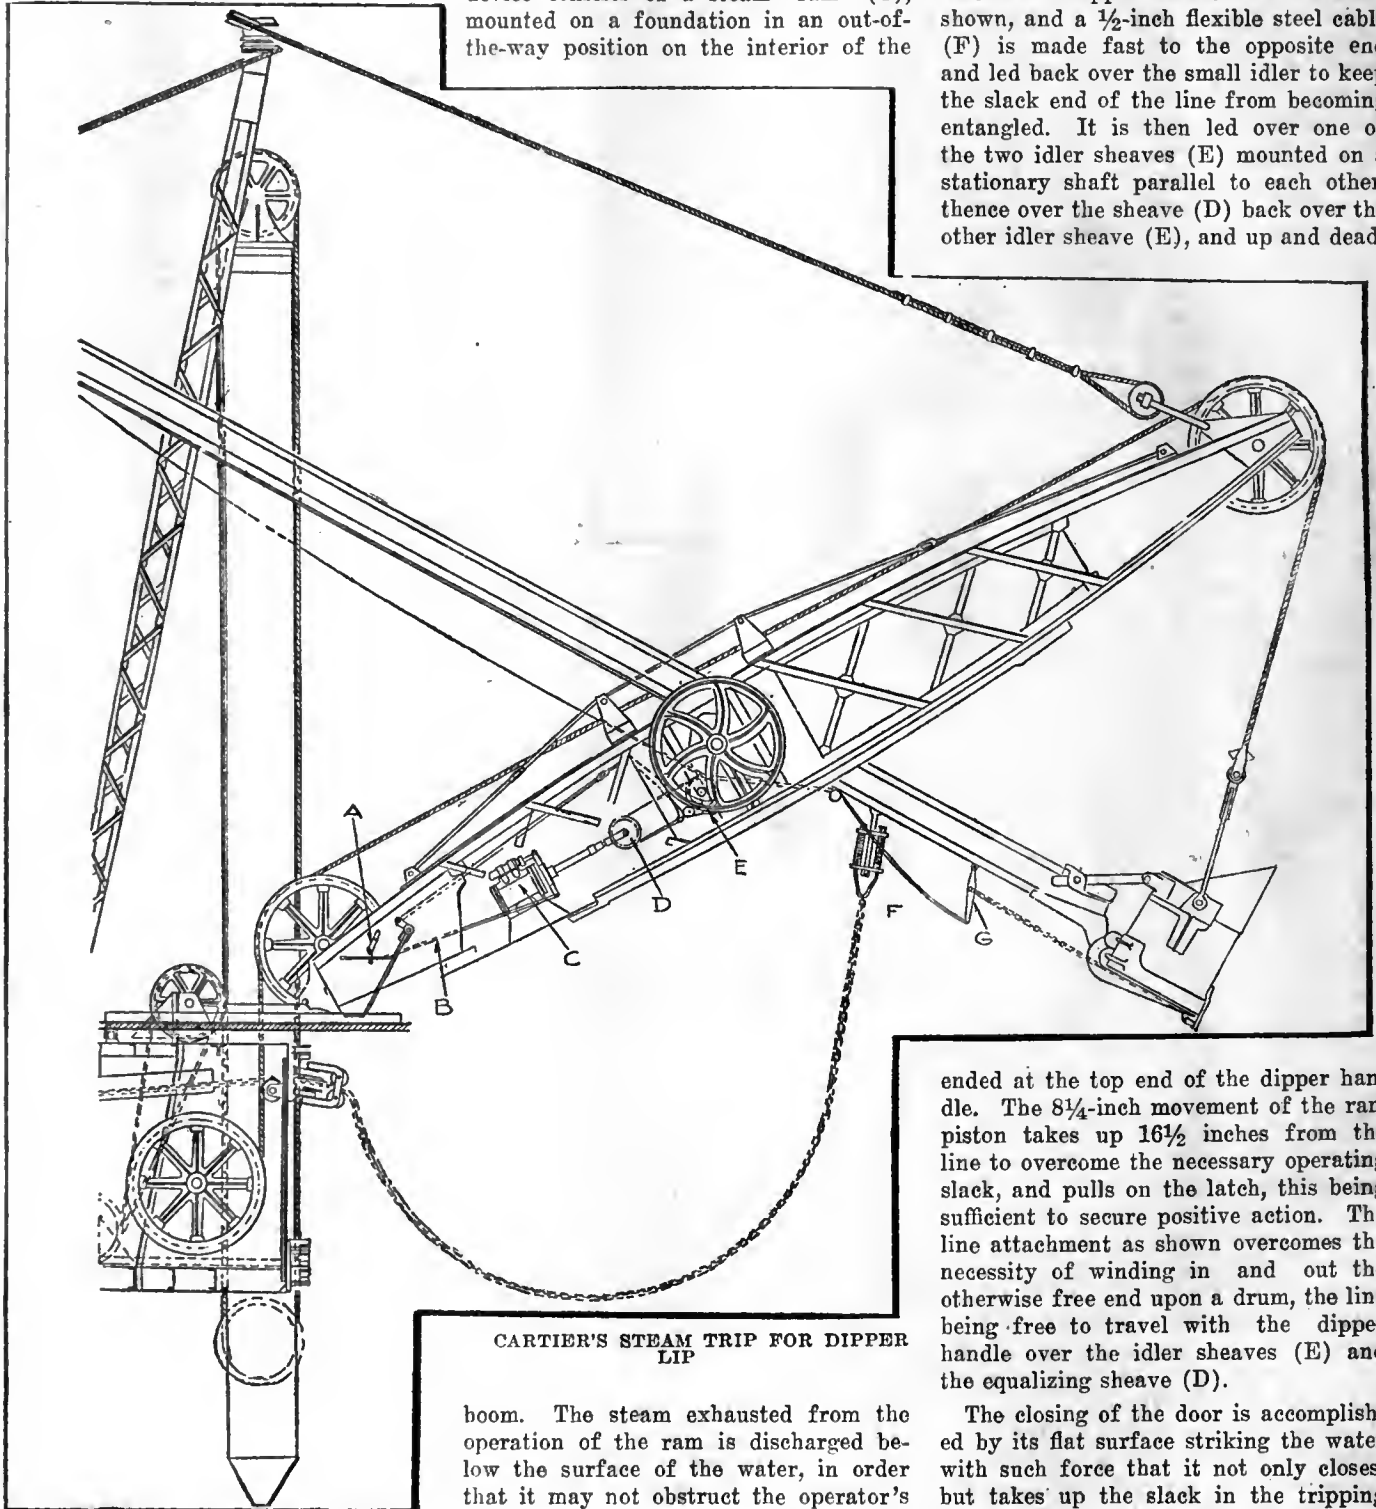 mounted on a foundation in an out-of-
the-way position on the interior of the
shown, and a ½-inch flexible steel cabl
(F) is made fast to the opposite en
and led back over the small idler to kee
the slack end of the line from becomin
entangled. It is then led over one o
the two idler sheaves (E) mounted on
stationary shaft parallel to each other
thence over the sheave (D) back over th
other idler sheave (E), and up and dead
A
B
C
D
E
F
G
CARTIER'S STEAM TRIP FOR DIPPER
LIP
boom. The steam exhausted from the
operation of the ram is discharged be-
low the surface of the water, in order
that it may not obstruct the operator's
ended at the top end of the dipper han
dle. The 8¼-inch movement of the ram
piston takes up 16½ inches from th
line to overcome the necessary operatin
slack, and pulls on the latch, this bein
sufficient to secure positive action. Th
line attachment as shown overcomes th
necessity of winding in and out th
otherwise free end upon a drum, the lin
being free to travel with the dippe
handle over the idler sheaves (E) an
the equalizing sheave (D).
The closing of the door is accomplish
ed by its flat surface striking the wate
with such force that it not only closes
but takes up the slack in the tripping